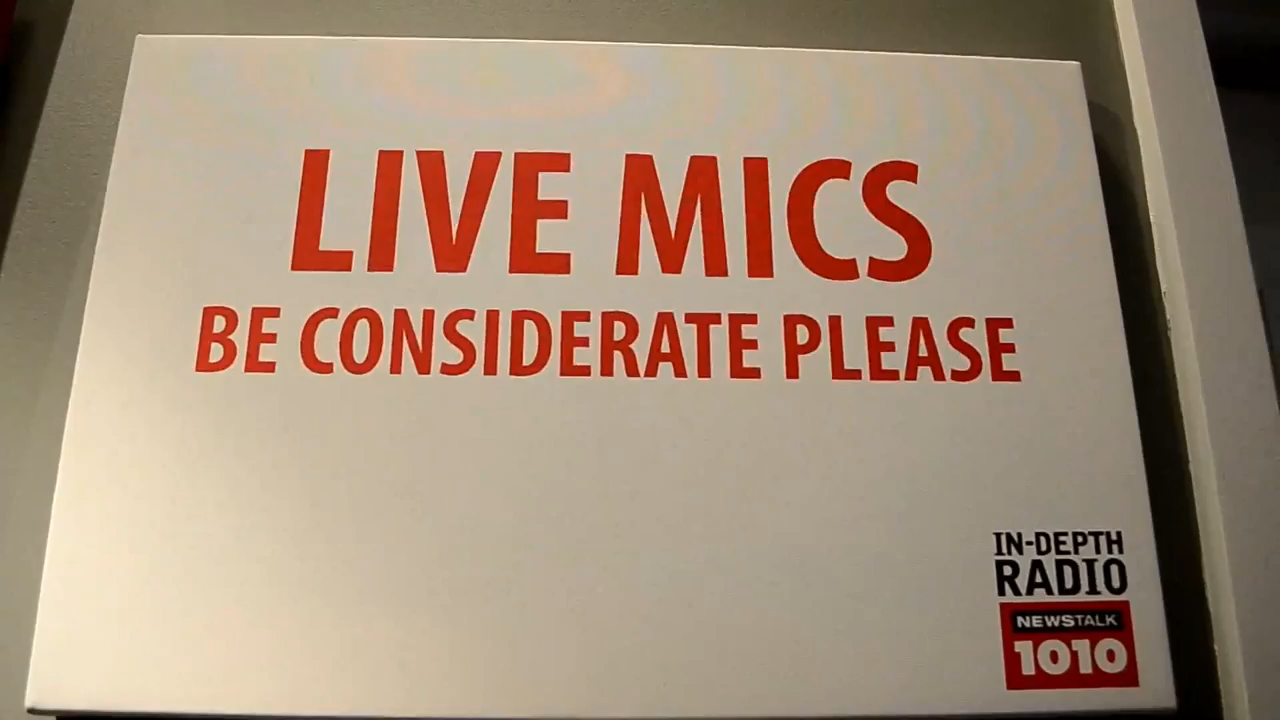 LIVE MICS
BE CONSIDERATE PLEASE
IN-DEPTH
RADIO
NEWSTALK
1010